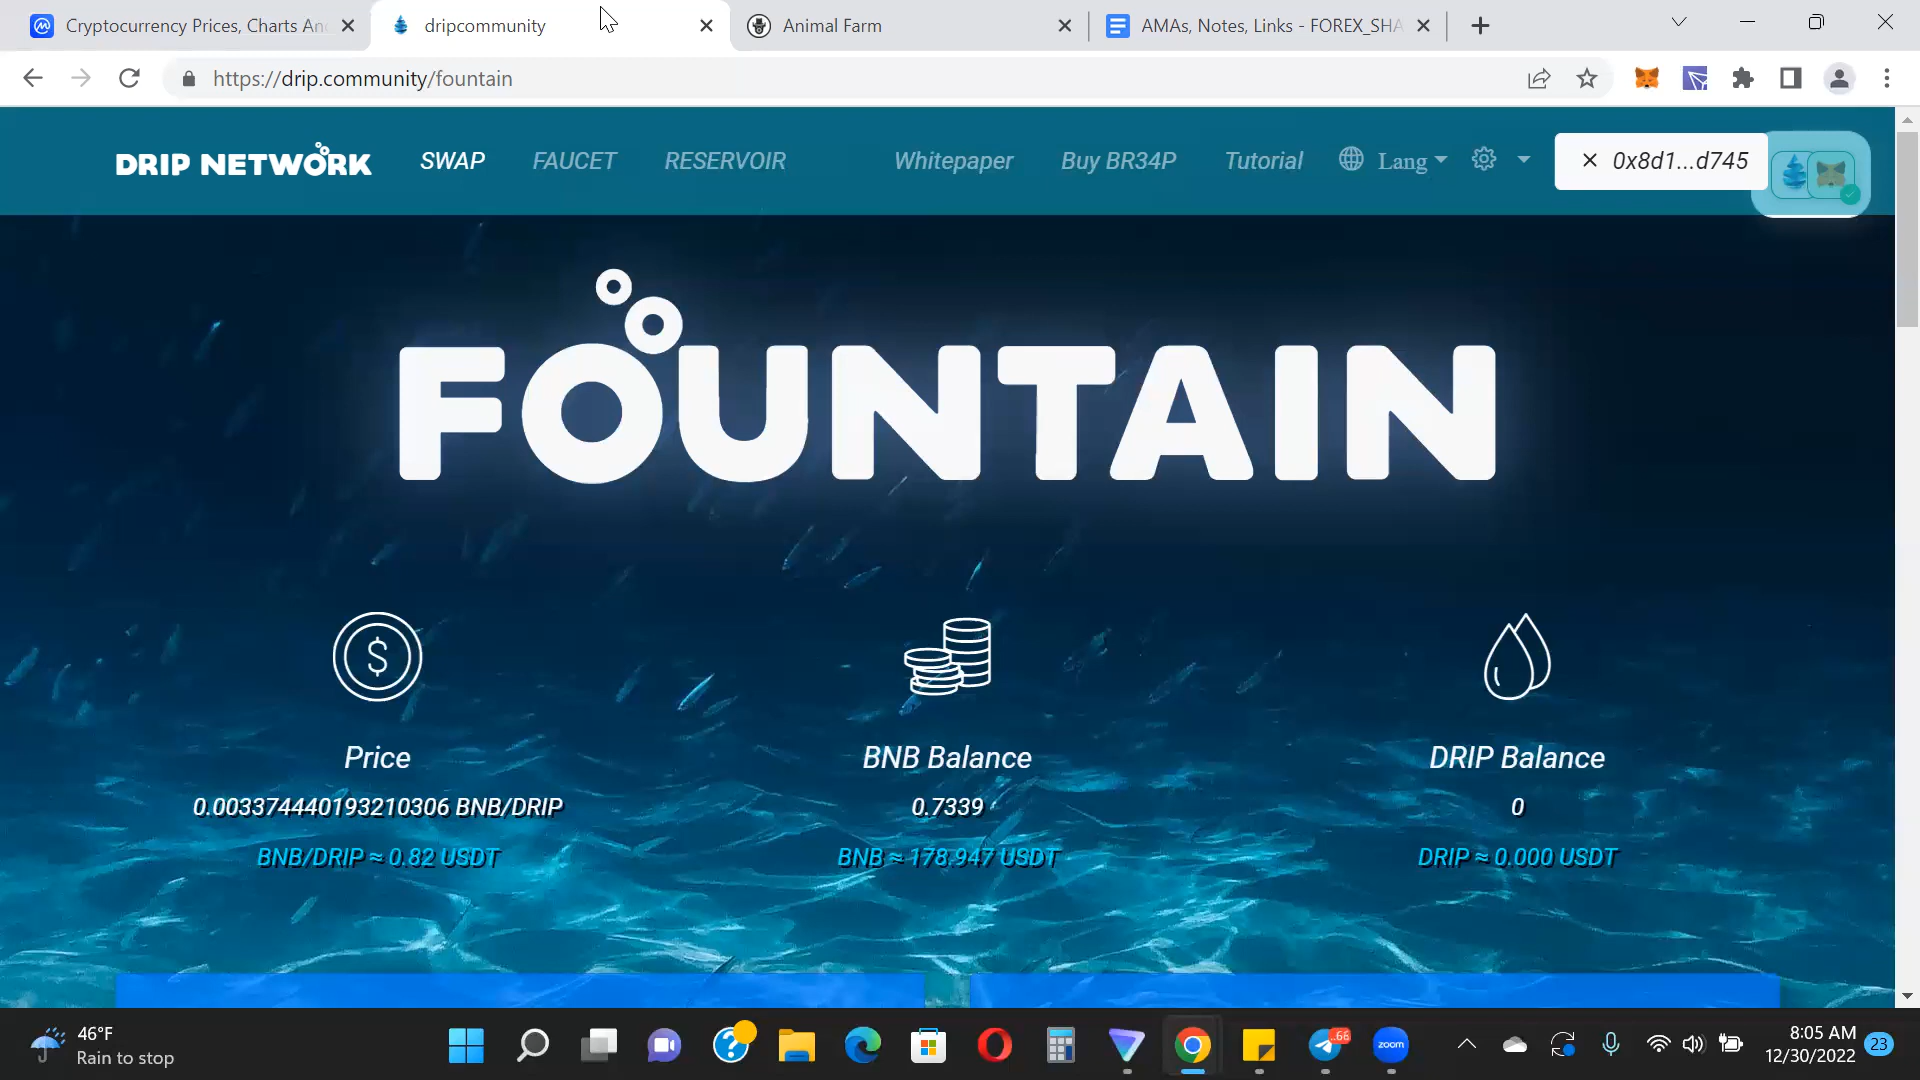 Cryptocurrency Prices, Charts An
dripcommunity
Animal Farm
AMAs, Notes, Links - FOREX_SHA
https://drip.community/fountain
DRIP NETWORK
SWAP
FAUCET
RESERVOIR
Whitepaper
Buy BR34P
Tutorial
Lang
0x8d1...d745
FOUNTAIN
$
Price
0.003374440193210306 BNB/DRIP
BNB/DRIP ≈ 0.82 USDT
BNB Balance
0.7339
BNB ≈ 178.947 USDT
DRIP Balance
0
DRIP ≈ 0.000 USDT
46°F
Rain to stop
..66
zoom
8:05 AM
12/30/2022
23